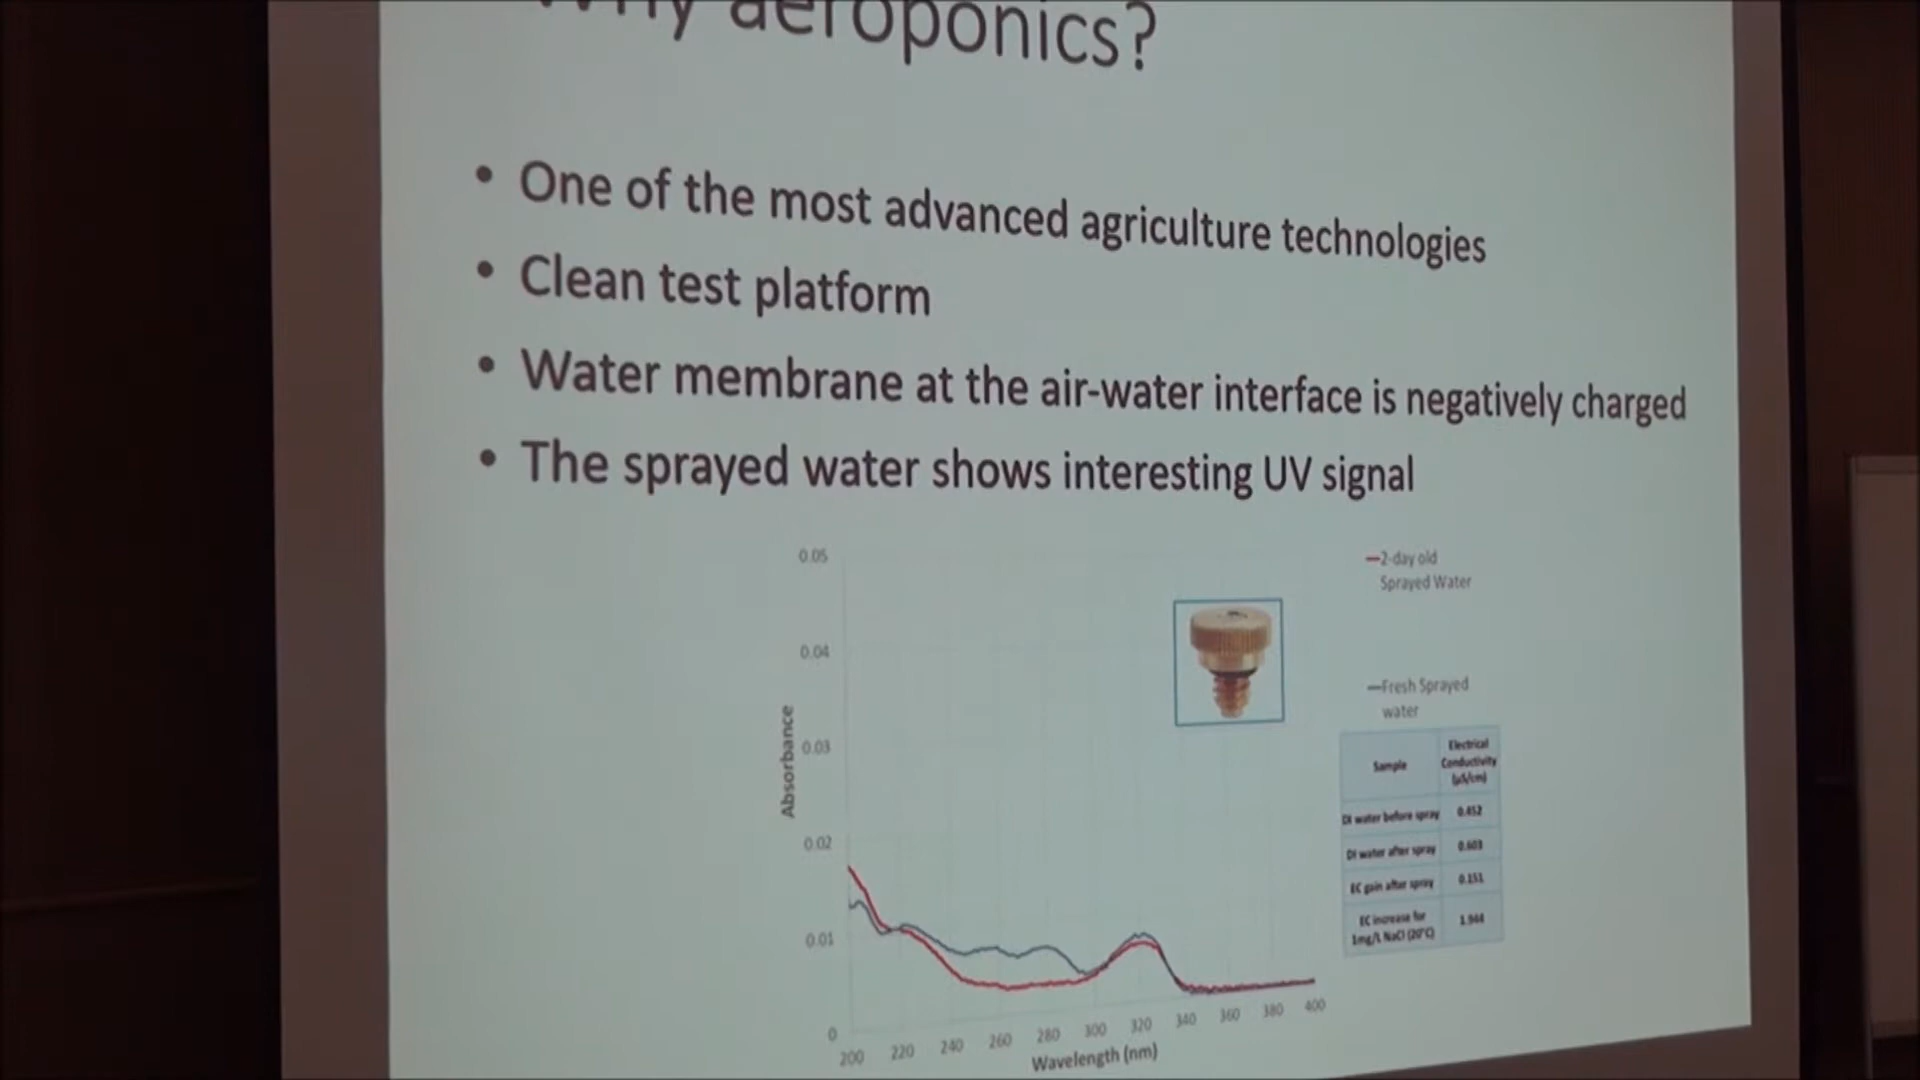 Why aeroponics?
• One of the most advanced agriculture technologies
• Clean test platform
• Water membrane at the air-water interface is negatively charged
• The sprayed water shows interesting UV signal
0.05
0.04
0.03
0.02
0.01
0
Absorbance
200 220 240 260 280 300 320 340 360 380 400
Wavelength (nm)
2-day old
Sprayed Water
Fresh Sprayed
water
Sample
Electrical
Conductivity
(µS/cm)
DI water before spray 0.452
DI water after spray 0.603
EC gain after spray 0.151
EC increase for
1mg/L NaCl (20°C)
1.944